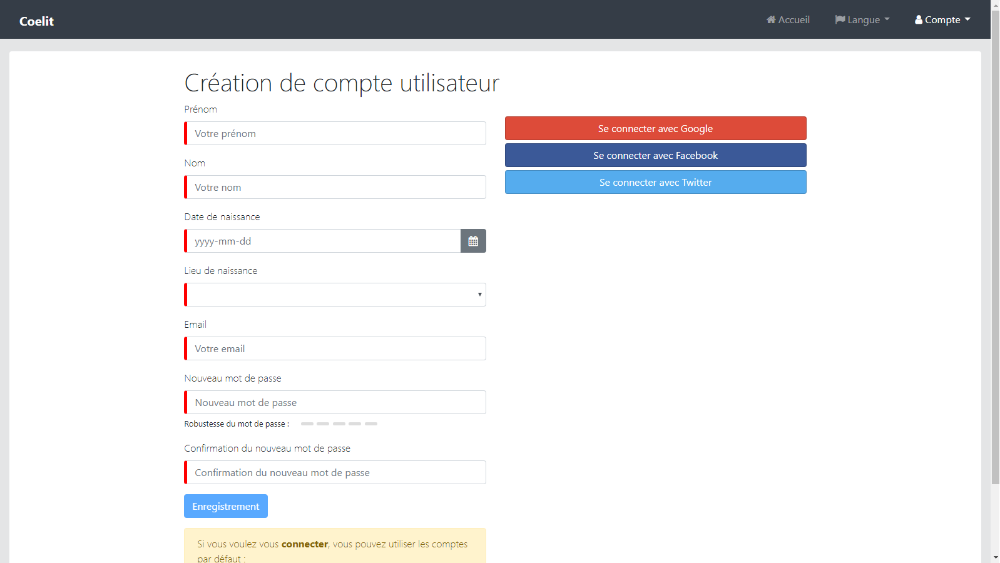 Coelit
Accueil
Langue
Compte
Création de compte utilisateur
Prénom
Votre prénom
Nom
Votre nom
Date de naissance
yyyy-mm-dd
Lieu de naissance
Email
Votre email
Nouveau mot de passe
Nouveau mot de passe
Robustesse du mot de passe :
Confirmation du nouveau mot de passe
Confirmation du nouveau mot de passe
Enregistrement
Si vous voulez vous connecter, vous pouvez utiliser les comptes
par défaut :
Se connecter avec Google
Se connecter avec Facebook
Se connecter avec Twitter